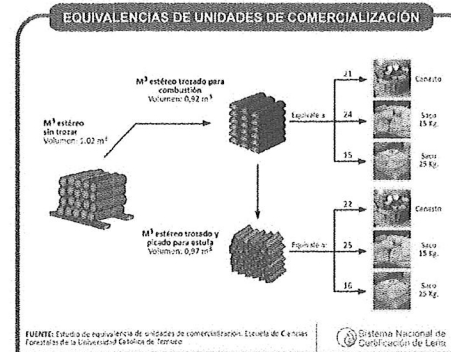 EQUIVALENCIAS DE UNIDADES DE COMERCIALIZACIÓN
M³ estéreo trozado para
combustión
Volumen: 0,92 m³
M³ estéreo
sin trozar
Volumen: 1.02 m³
Equivale a:
21
Canasto
24
Saco
15 Kg.
15
Saco
25 Kg.
M³ estéreo trozado y
picado para estufa
Volumen: 0,97 m³
Equivale a:
22
Canasto
25
Saco
15 Kg.
16
Saco
25 Kg.
FUENTE: Estudio de equivalencia de unidades de comercialización. Escuela de Ciencias
Forestales de la Universidad Católica de Temuco
Sistema Nacional de
Certificación de Leña